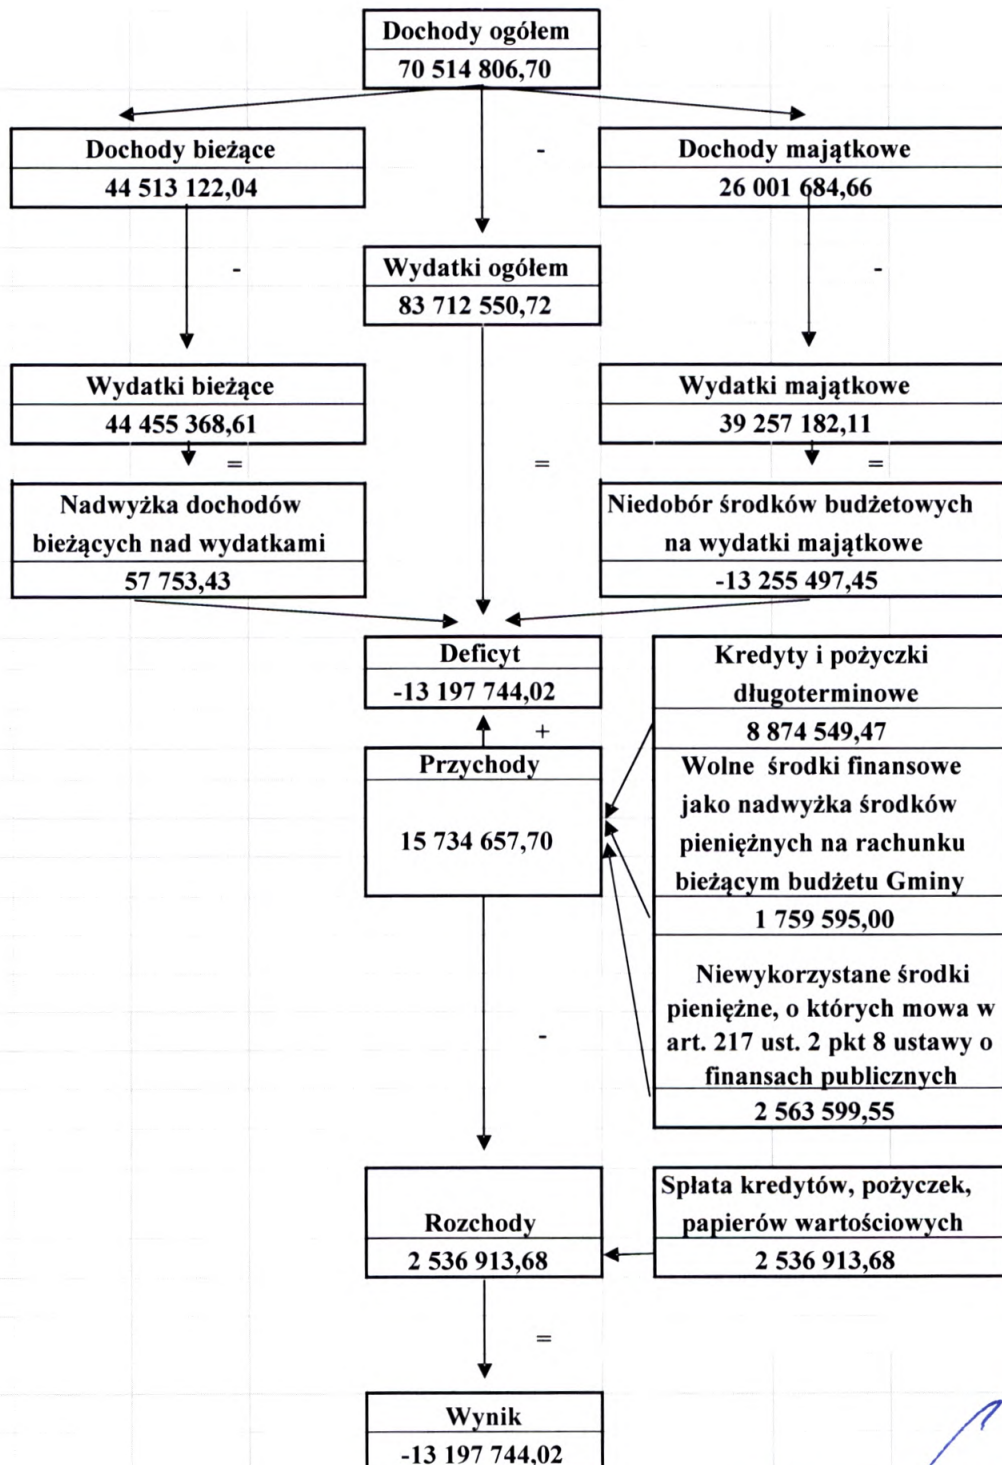 Dochody ogółem
70 514 806,70
Dochody bieżące
44 513 122,04
-
Dochody majątkowe
26 001 684,66
-
Wydatki ogółem
83 712 550,72
-
Wydatki bieżące
44 455 368,61
Wydatki majątkowe
39 257 182,11
=
=
=
Nadwyżka dochodów
bieżących nad wydatkami
57 753,43
Niedobór środków budżetowych
na wydatki majątkowe
-13 255 497,45
Deficyt
-13 197 744,02
+
Przychody
15 734 657,70
Kredyty i pożyczki
długoterminowe
8 874 549,47
Wolne środki finansowe
jako nadwyżka środków
pieniężnych na rachunku
bieżącym budżetu Gminy
1 759 595,00
Niewykorzystane środki
pieniężne, o których mowa w
art. 217 ust. 2 pkt 8 ustawy o
finansach publicznych
2 563 599,55
-
Rozchody
2 536 913,68
Spłata kredytów, pożyczek,
papierów wartościowych
2 536 913,68
=
Wynik
-13 197 744,02